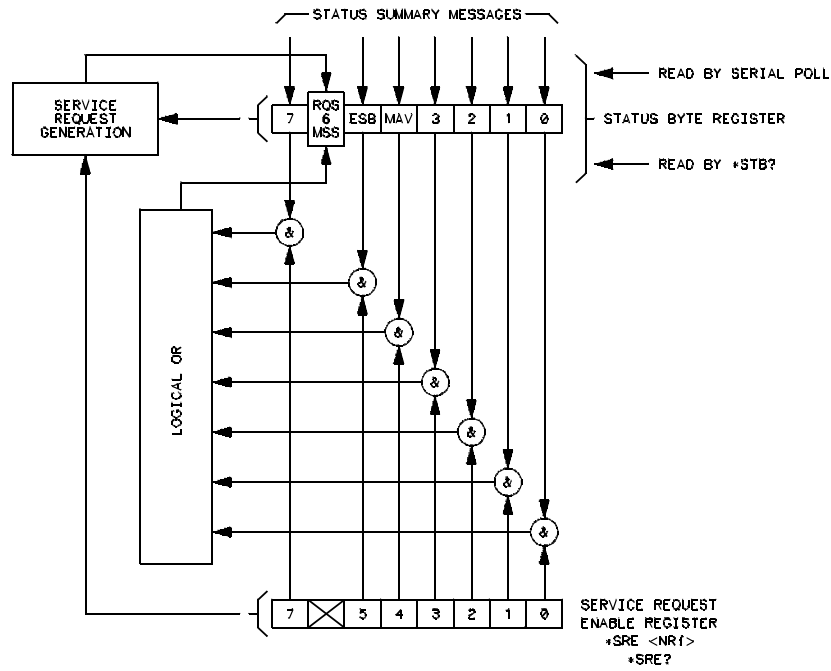 STATUS SUMMARY MESSAGES
READ BY SERIAL POLL
SERVICE
REQUEST
GENERATION
7
RQS
6
MSS
ESB
MAV
3
2
1
0
STATUS BYTE REGISTER
READ BY *STB?
&
&
&
&
&
&
&
LOGICAL OR
7
5
4
3
2
1
0
SERVICE REQUEST
ENABLE REGISTER
*SRE <NRf>
*SRE?